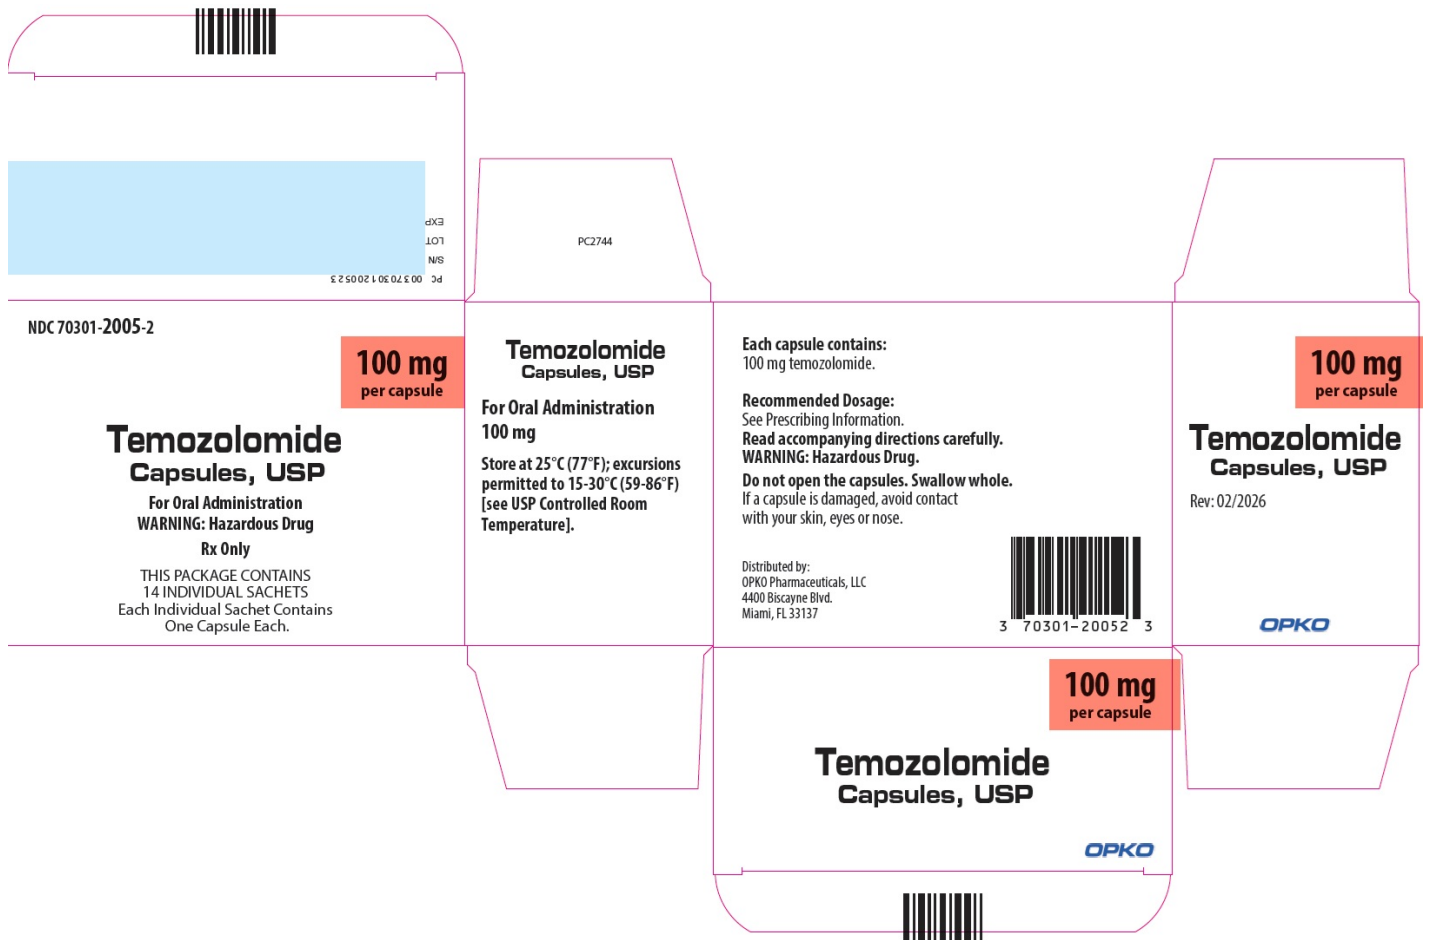 EXP
LOT
S/N
PC 00370301200523
NDC 70301-2005-2
100 mg
per capsule
Temozolomide
Capsules, USP
For Oral Administration
WARNING: Hazardous Drug
Rx Only
THIS PACKAGE CONTAINS
14 INDIVIDUAL SACHETS
Each Individual Sachet Contains
One Capsule Each.
PC2744
Temozolomide
Capsules, USP
For Oral Administration
100 mg
Store at 25°C (77°F); excursions
permitted to 15-30°C (59-86°F)
[see USP Controlled Room
Temperature].
Each capsule contains:
100 mg temozolomide.
Recommended Dosage:
See Prescribing Information.
Read accompanying directions carefully.
WARNING: Hazardous Drug.
Do not open the capsules. Swallow whole.
If a capsule is damaged, avoid contact
with your skin, eyes or nose.
Distributed by:
OPKO Pharmaceuticals, LLC
4400 Biscayne Blvd.
Miami, FL 33137
3 70301-20052 3
100 mg
per capsule
Temozolomide
Capsules, USP
Rev: 02/2026
OPKO
100 mg
per capsule
Temozolomide
Capsules, USP
OPKO